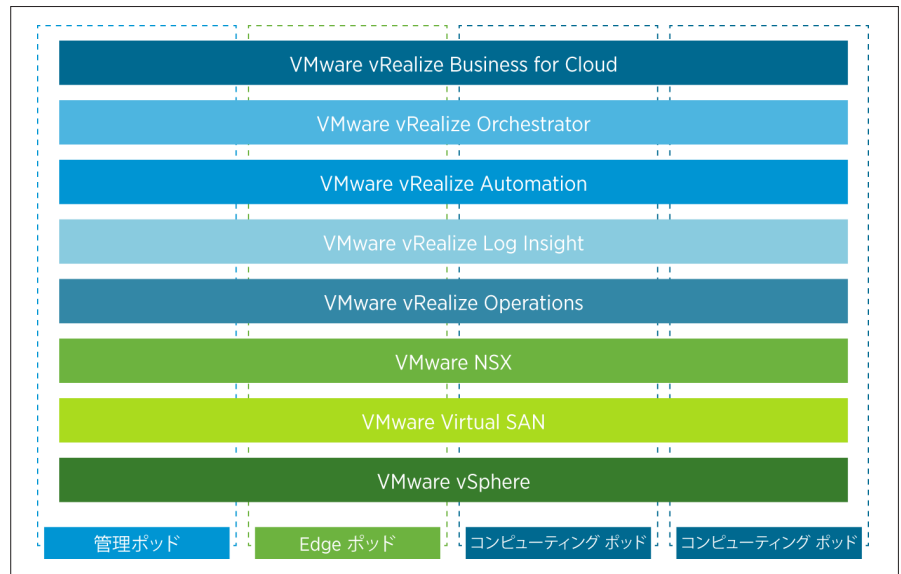 VMware vRealize Business for Cloud
VMware vRealize Orchestrator
VMware vRealize Automation
VMware vRealize Log Insight
VMware vRealize Operations
VMware NSX
VMware Virtual SAN
VMware vSphere
管理ポッド
Edge ポッド
コンピューティング ポッド
コンピューティング ポッド